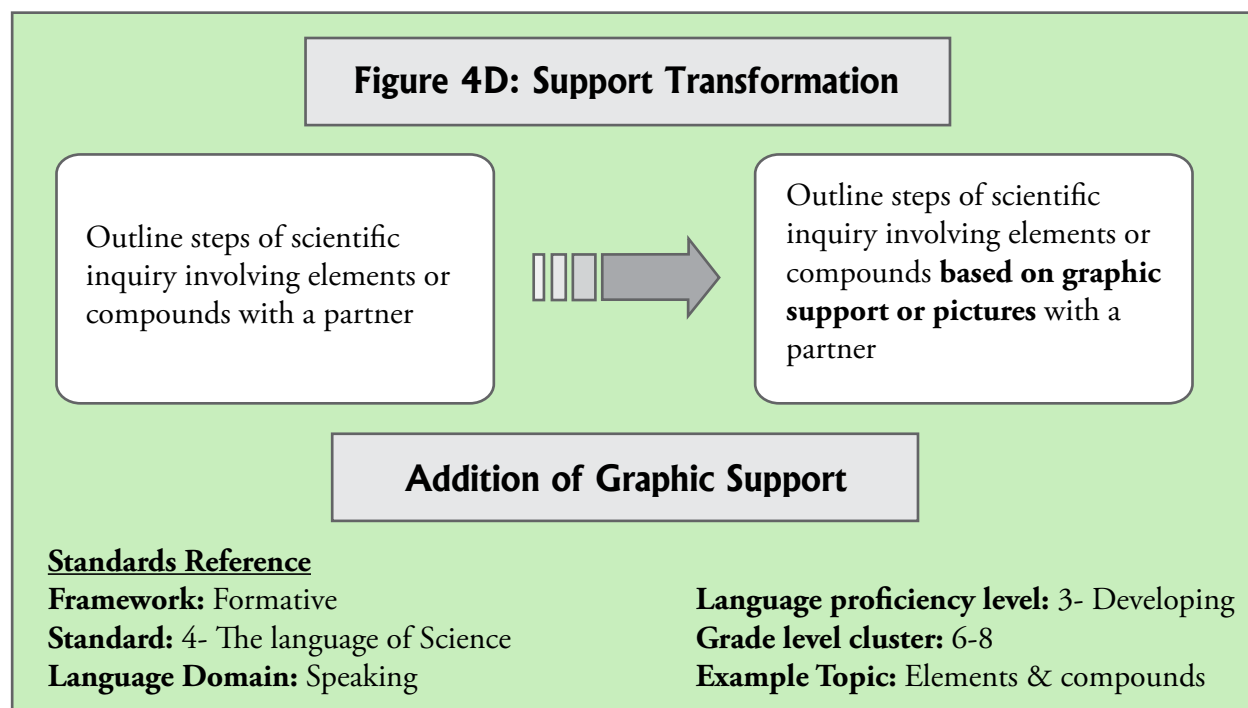 Figure 4D: Support Transformation
Outline steps of scientific
inquiry involving elements or
compounds with a partner
Outline steps of scientific
inquiry involving elements or
compounds based on graphic
support or pictures with a
partner
Addition of Graphic Support
Standards Reference
Framework: Formative
Standard: 4- The language of Science
Language Domain: Speaking
Language proficiency level: 3- Developing
Grade level cluster: 6-8
Example Topic: Elements & compounds